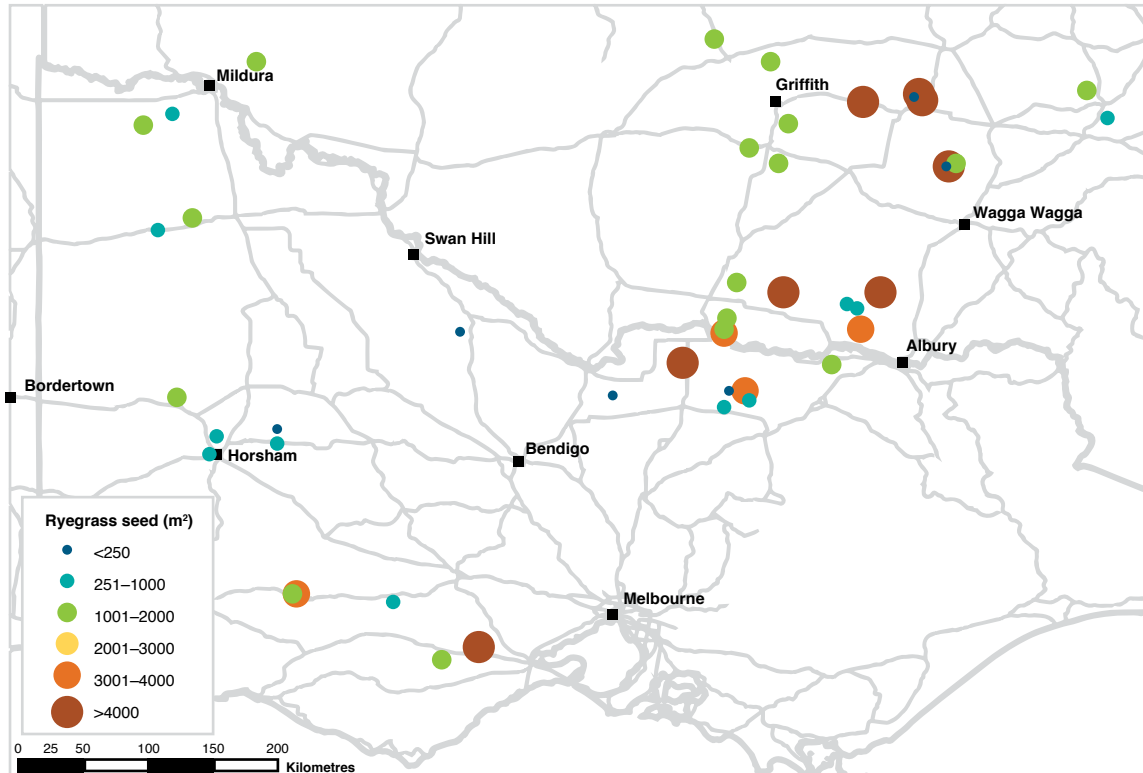 Mildura
Griffith
Wagga Wagga
Swan Hill
Albury
Bordertown
Horsham
Bendigo
Melbourne
Ryegrass seed (m²)
<250
251–1000
1001–2000
2001–3000
3001–4000
>4000
0 25 50 100 150 200
Kilometres